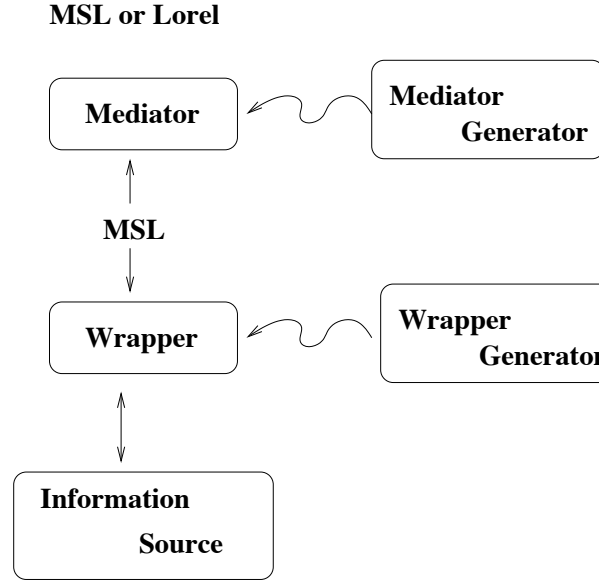 MSL or Lorel
Mediator
Mediator
Generator
MSL
Wrapper
Wrapper
Generator
Information
Source